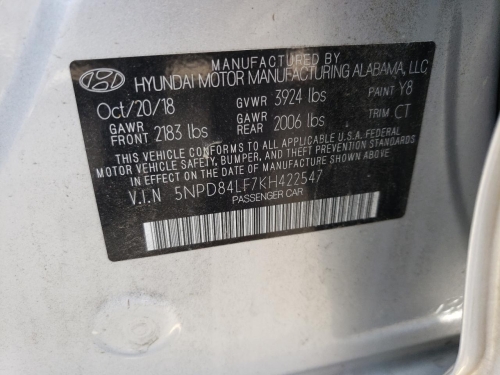 MANUFACTURED BY
HYUNDAI MOTOR MANUFACTURING ALABAMA, LLC
Oct/20/18 GVWR 3924 lbs PAINT Y8
GAWR FRONT 2183 lbs GAWR REAR 2006 lbs TRIM CT
THIS VEHICLE CONFORMS TO ALL APPLICABLE U.S.A. FEDERAL
MOTOR VEHICLE SAFETY, BUMPER, AND THEFT PREVENTION STANDARDS
IN EFFECT ON THE DATE OF MANUFACTURE SHOWN ABOVE.
V.I.N 5NPD84LF7KH422547
PASSENGER CAR